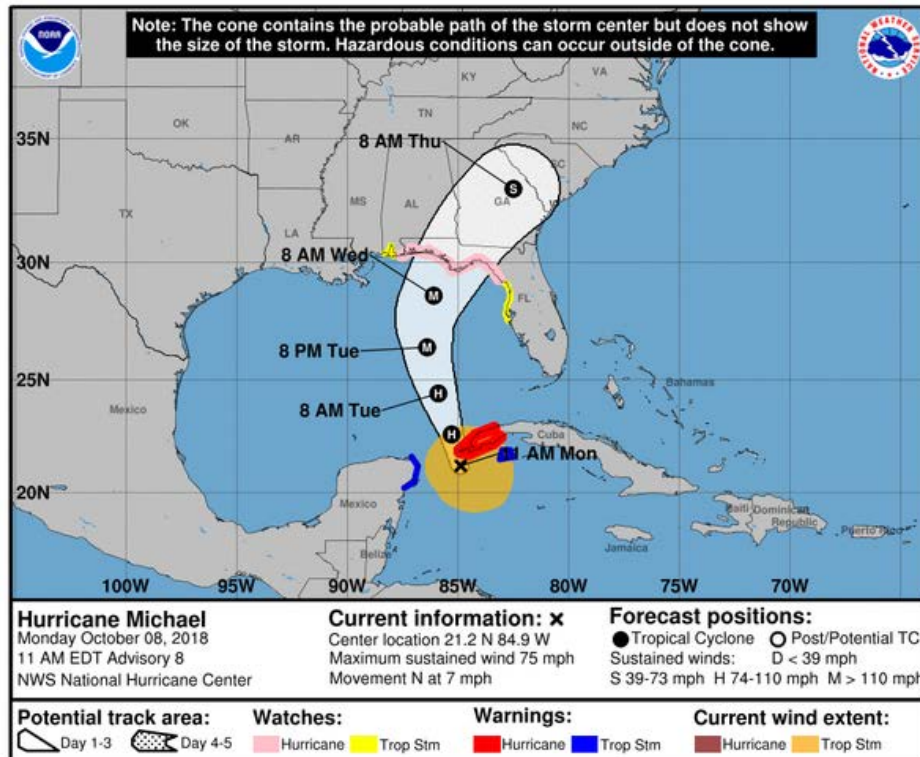 Note: The cone contains the probable path of the storm center but does not show
the size of the storm. Hazardous conditions can occur outside of the cone.
NOAA
NATIONAL WEATHER SERVICE
KY
VA
OK
TN
NC
AR
35N
8 AM Thu
SC
S
MS
AL
GA
TX
LA
8 AM Wed
30N
M
FL
8 PM Tue
M
25N
H
Bahamas
Mexico
8 AM Tue
H
Cuba
11 AM Mon
20N
Mexico
Haiti
Dominican
Republic
Puerto Rico
Belize
Jamaica
100W 95W 90W 85W 80W 75W 70W
Hurricane Michael
Monday October 08, 2018
11 AM EDT Advisory 8
NWS National Hurricane Center
Current information: ×
Center location 21.2 N 84.9 W
Maximum sustained wind 75 mph
Movement N at 7 mph
Forecast positions:
Tropical Cyclone Post/Potential TC
Sustained winds: D < 39 mph
S 39-73 mph H 74-110 mph M > 110 mph
Potential track area:
Day 1-3 Day 4-5
Watches:
Hurricane Trop Stm
Warnings:
Hurricane Trop Stm
Current wind extent:
Hurricane Trop Stm